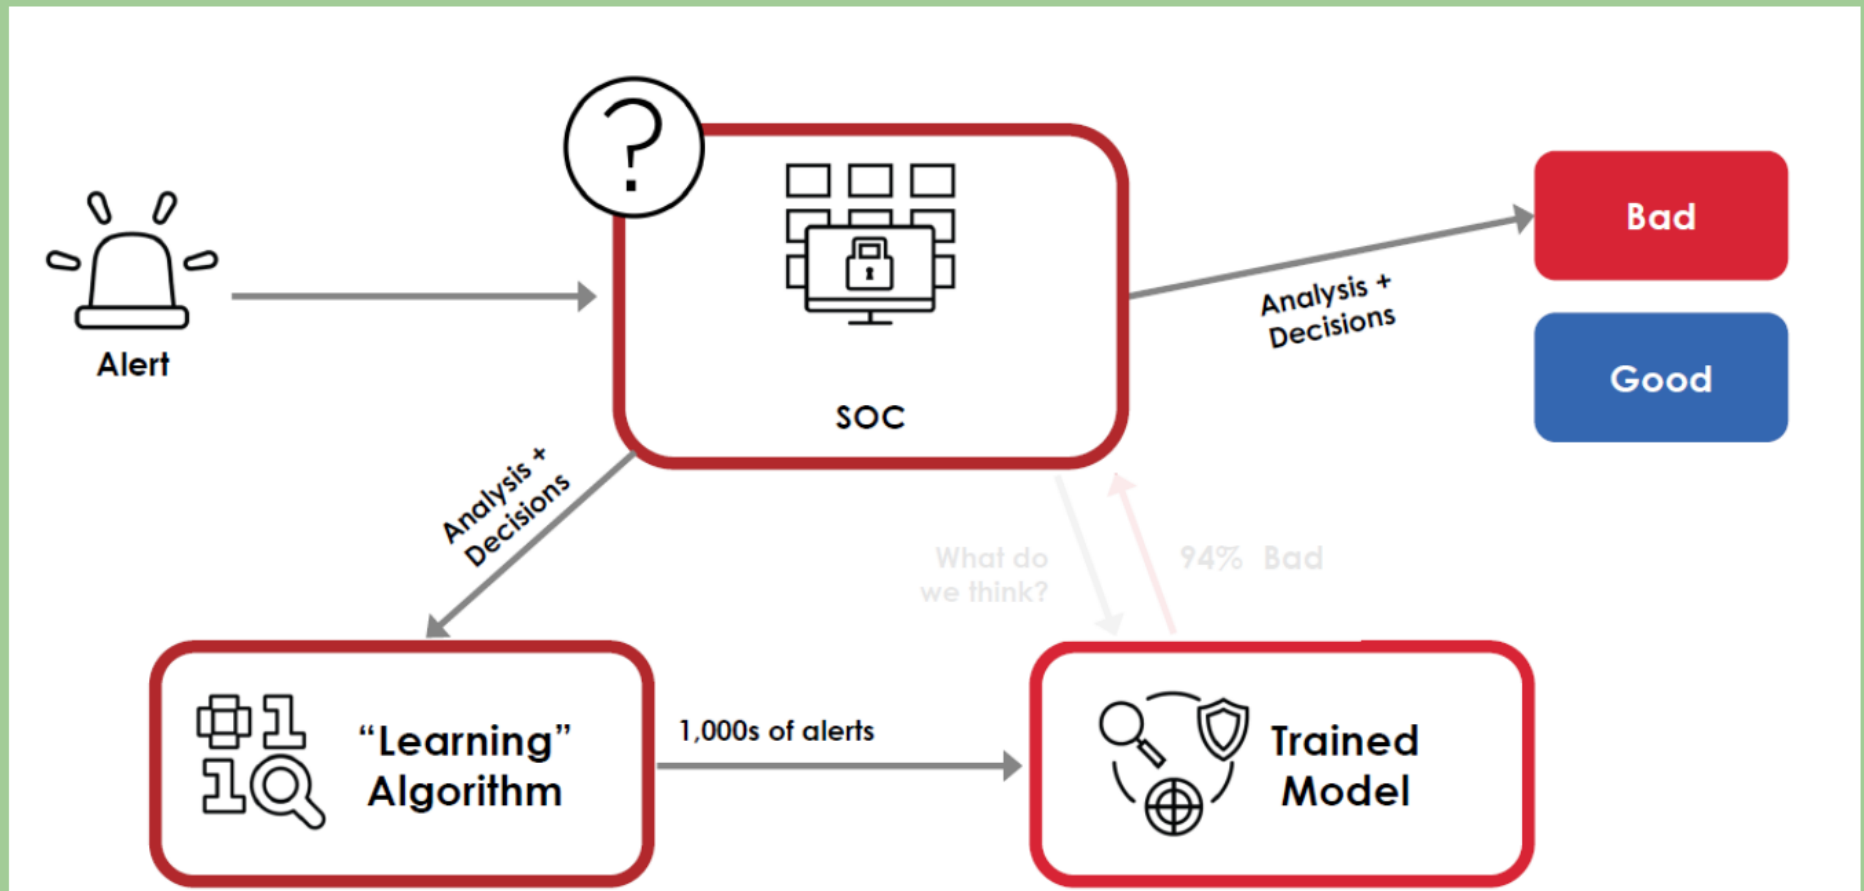 ?
Alert
SOC
Analysis +
Decisions
Bad
Good
Analysis +
Decisions
What do
we think?
94% Bad
“Learning”
Algorithm
1,000s of alerts
Trained
Model